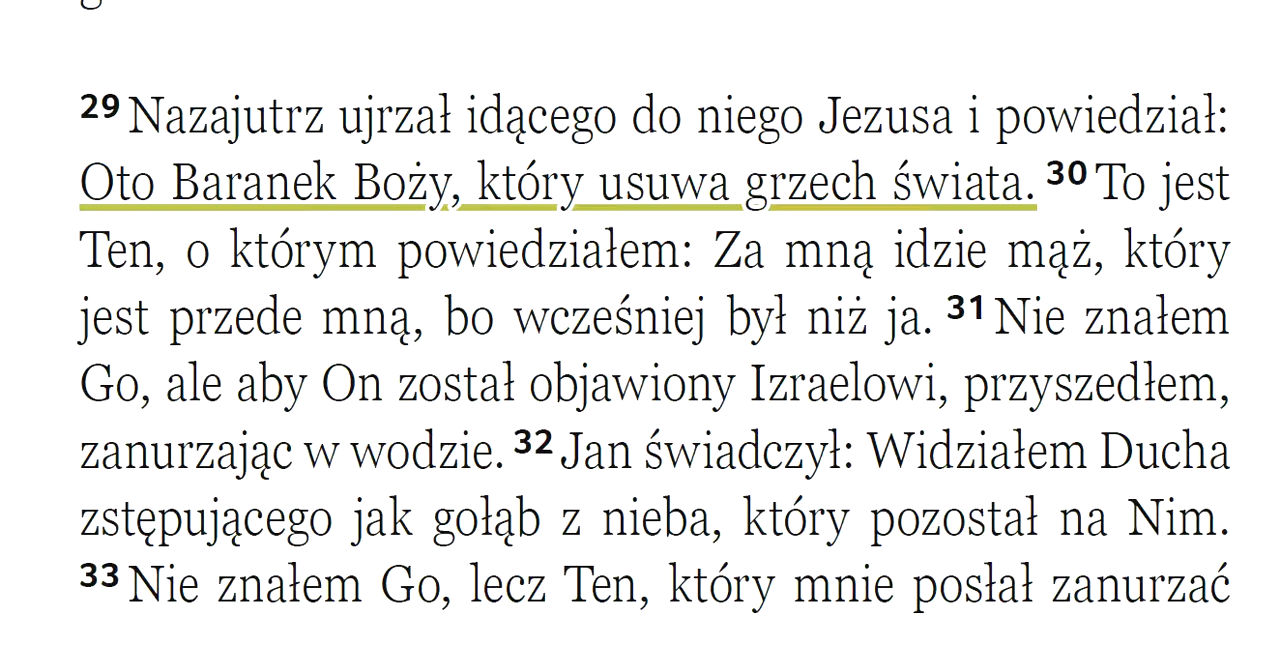 29 Nazajutrz ujrzał idącego do niego Jezusa i powiedział:
Oto Baranek Boży, który usuwa grzech świata. 30 To jest
Ten, o którym powiedziałem: Za mną idzie mąż, który
jest przede mną, bo wcześniej był niż ja. 31 Nie znałem
Go, ale aby On został objawiony Izraelowi, przyszedłem,
zanurzając w wodzie. 32 Jan świadczył: Widziałem Ducha
zstępującego jak gołąb z nieba, który pozostał na Nim.
33 Nie znałem Go, lecz Ten, który mnie posłał zanurzać